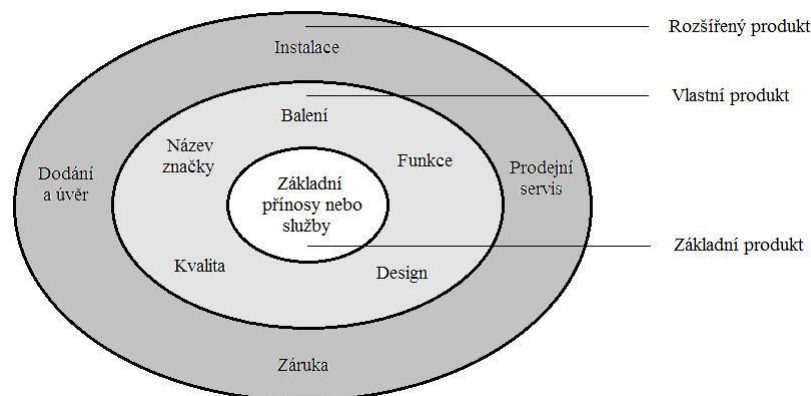 Rozšířený produkt
Instalace
Vlastní produkt
Balení
Název
značky
Funkce
Dodání
a úvěr
Prodejní
servis
Základní
přínosy nebo
služby
Základní produkt
Kvalita
Design
Záruka